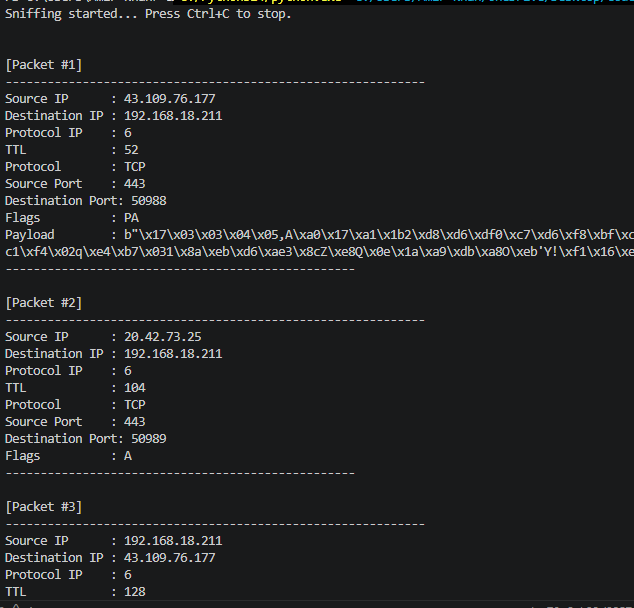 Sniffing started... Press Ctrl+C to stop.
[Packet #1]
------------------------------------------------------------
Source IP : 43.109.76.177
Destination IP : 192.168.18.211
Protocol IP : 6
TTL : 52
Protocol : TCP
Source Port : 443
Destination Port: 50988
Flags : PA
Payload : b"\x17\x03\x03\x04\x05,A\xa0\x17\xa1\x1b2\xd8\xd6\xdf0\xc7\xd6\xf8\xbf\xc
c1\xf4\x02q\xe4\xb7\x031\x8a\xeb\xd6\xae3\x8cZ\xe8Q\x0e\x1a\xa9\xdb\xa8O\xeb'Y!\xf1\x16\xe
--------------------------------------------------
[Packet #2]
------------------------------------------------------------
Source IP : 20.42.73.25
Destination IP : 192.168.18.211
Protocol IP : 6
TTL : 104
Protocol : TCP
Source Port : 443
Destination Port: 50989
Flags : A
--------------------------------------------------
[Packet #3]
------------------------------------------------------------
Source IP : 192.168.18.211
Destination IP : 43.109.76.177
Protocol IP : 6
TTL : 128